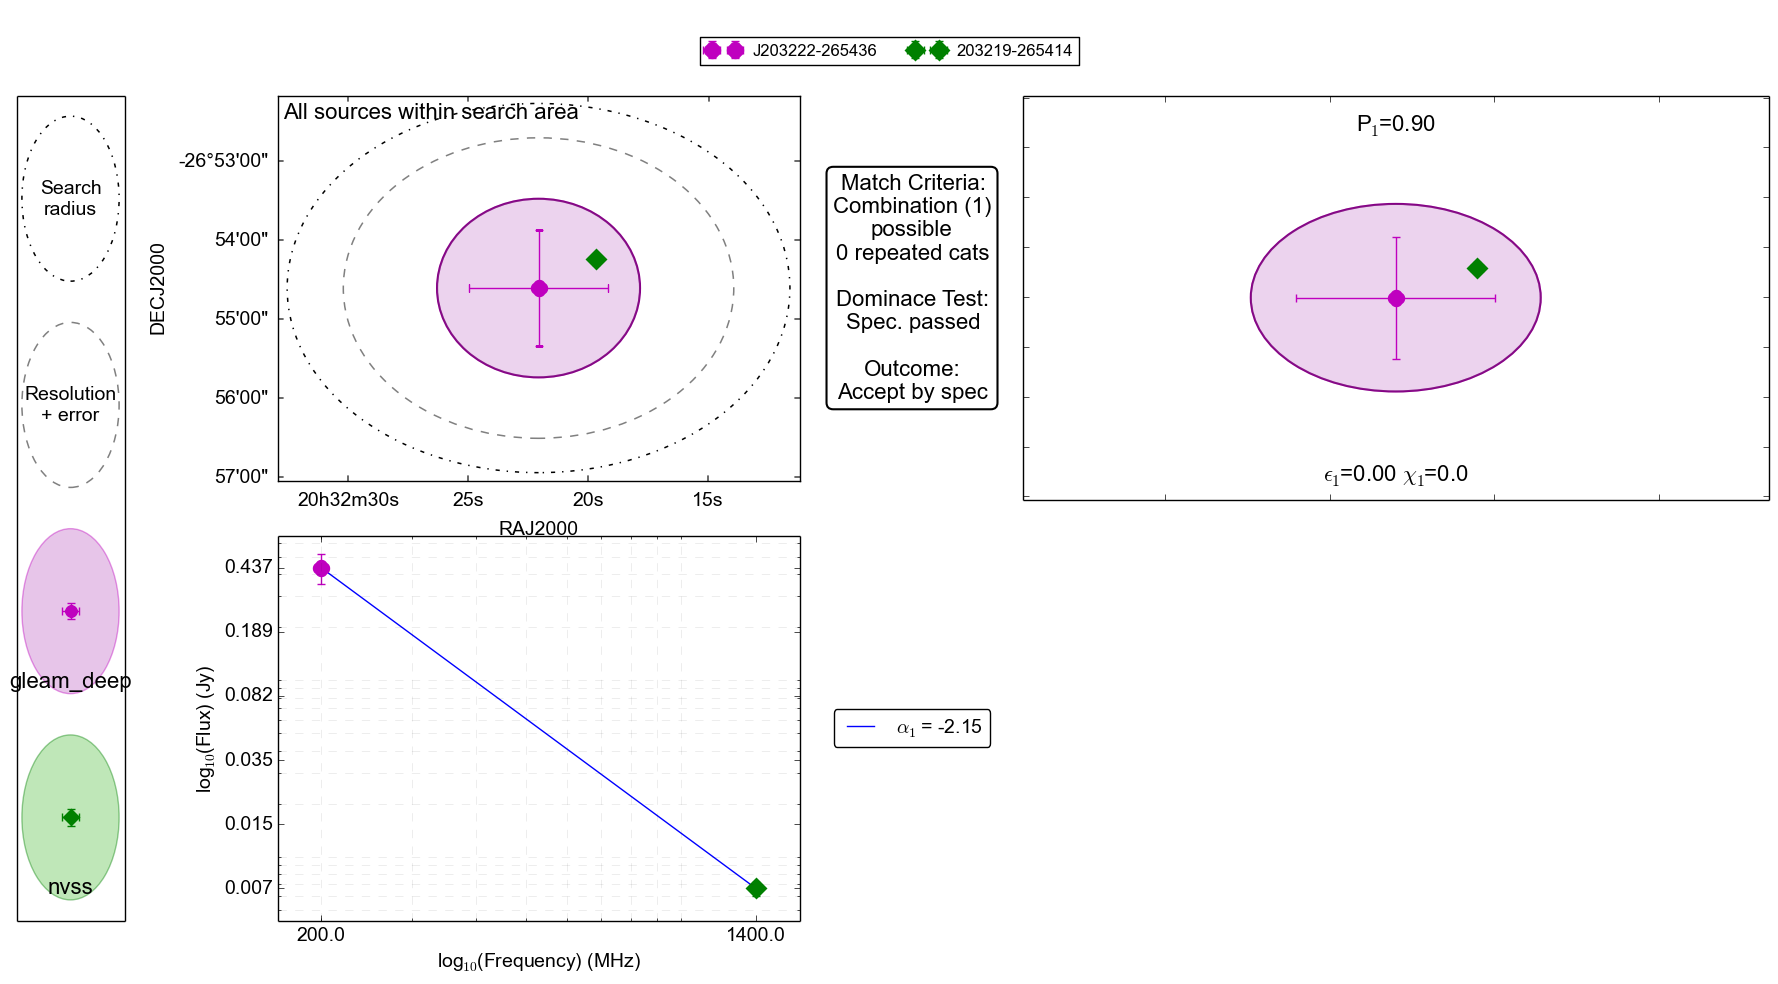 J203222-265436 203219-265414
Search
radius
Resolution
+ error
gleam_deep
nvss
All sources within search area
DECJ2000
-26°53'00"
54'00"
55'00"
56'00"
57'00"
20h32m30s 25s 20s 15s
RAJ2000
Match Criteria:
Combination (1)
possible
0 repeated cats
Dominace Test:
Spec. passed
Outcome:
Accept by spec
P₁=0.90
ϵ₁=0.00 χ₁=0.0
log₁₀(Flux) (Jy)
0.437
0.189
0.082
0.035
0.015
0.007
200.0 1400.0
log₁₀(Frequency) (MHz)
α₁ = -2.15